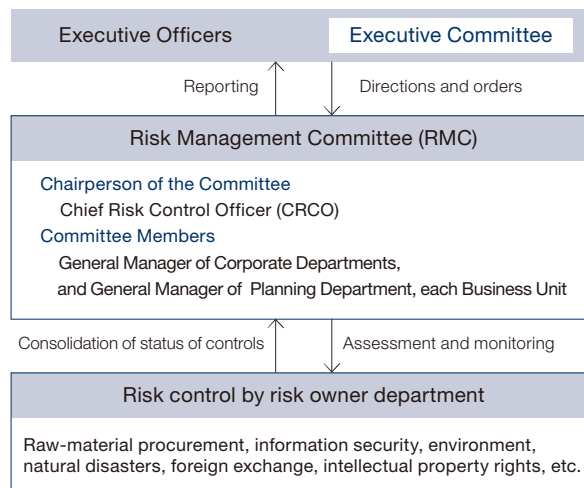 Executive Officers
Executive Committee
Reporting
Directions and orders
Risk Management Committee (RMC)
Chairperson of the Committee
Chief Risk Control Officer (CRCO)
Committee Members
General Manager of Corporate Departments,
and General Manager of Planning Department, each Business Unit
Consolidation of status of controls
Assessment and monitoring
Risk control by risk owner department
Raw-material procurement, information security, environment,
natural disasters, foreign exchange, intellectual property rights, etc.